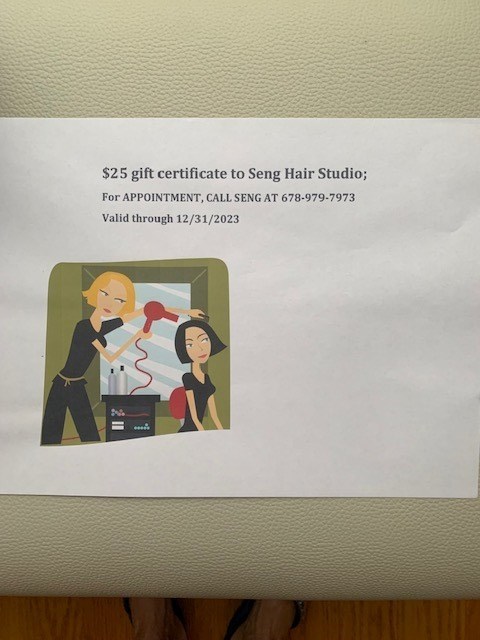 $25 gift certificate to Seng Hair Studio;
For APPOINTMENT, CALL SENG AT 678-979-7973
Valid through 12/31/2023